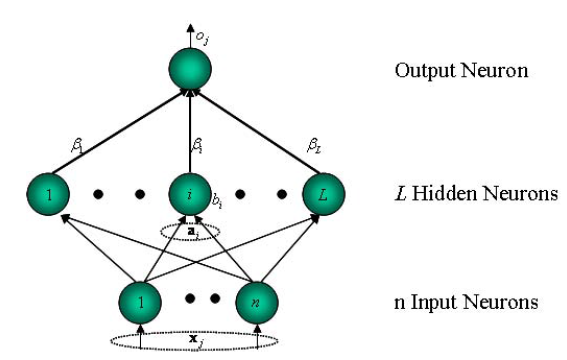 o_j
Output Neuron
β_1 β_i β_L
1 i b_i L L Hidden Neurons
a_i
1 n n Input Neurons
x_j